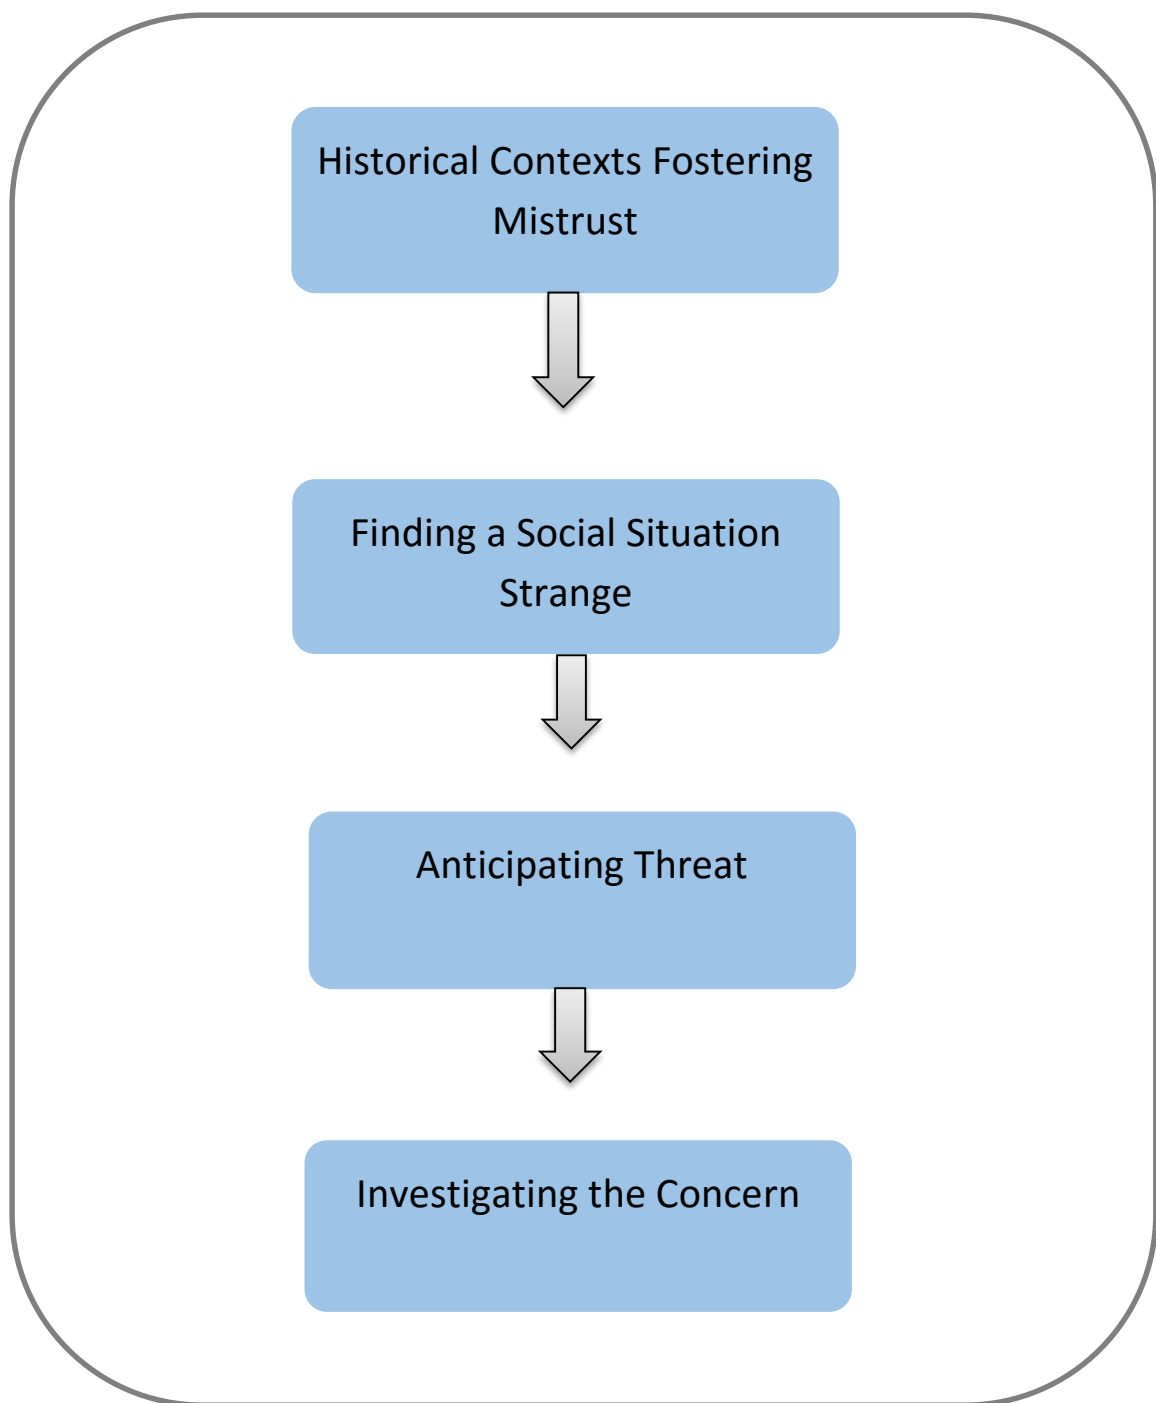 Historical Contexts Fostering
Mistrust
Finding a Social Situation
Strange
Anticipating Threat
Investigating the Concern